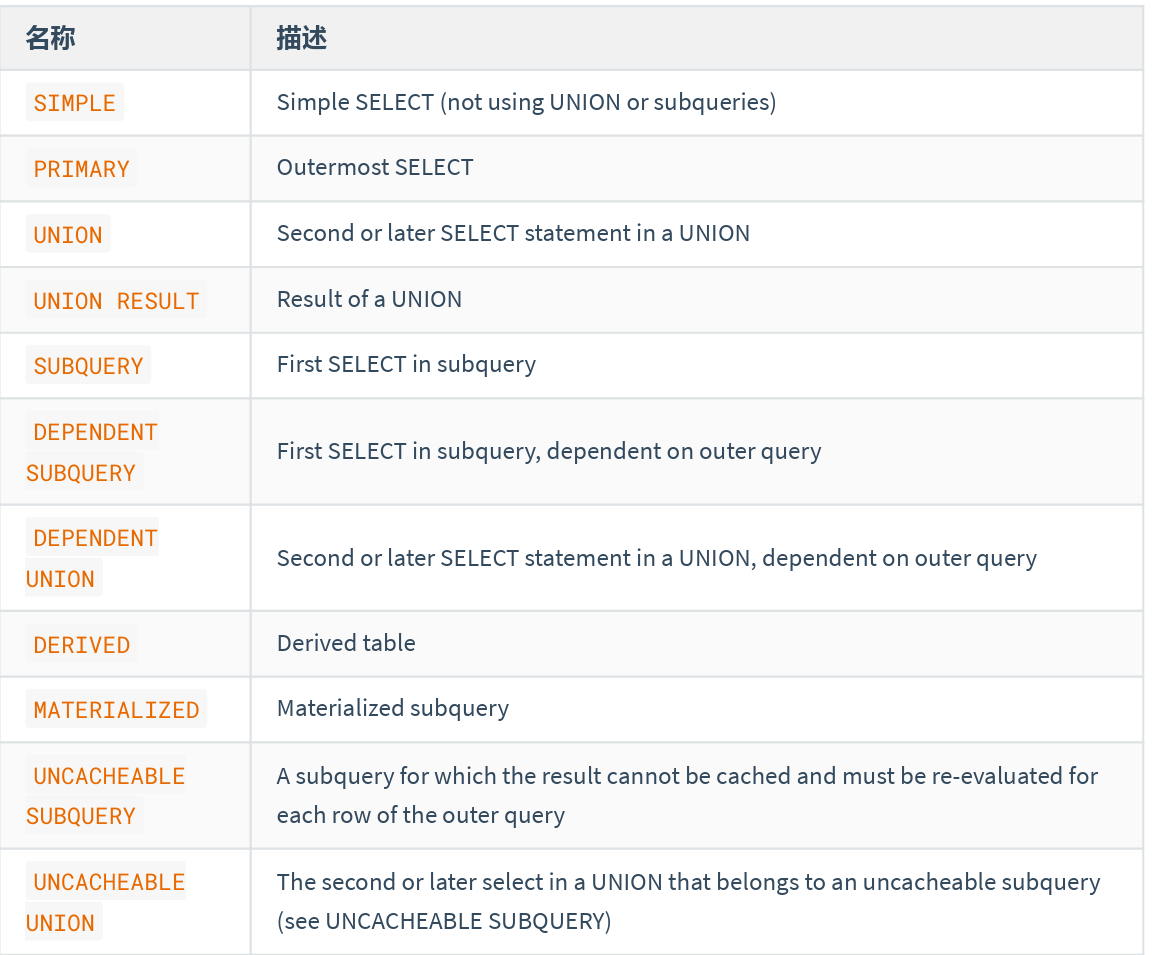 名称 描述
SIMPLE Simple SELECT (not using UNION or subqueries)
PRIMARY Outermost SELECT
UNION Second or later SELECT statement in a UNION
UNION RESULT Result of a UNION
SUBQUERY First SELECT in subquery
DEPENDENT
SUBQUERY
First SELECT in subquery, dependent on outer query
DEPENDENT
UNION
Second or later SELECT statement in a UNION, dependent on outer query
DERIVED Derived table
MATERIALIZED Materialized subquery
UNCACHEABLE
SUBQUERY
A subquery for which the result cannot be cached and must be re-evaluated for
each row of the outer query
UNCACHEABLE
UNION
The second or later select in a UNION that belongs to an uncacheable subquery
(see UNCACHEABLE SUBQUERY)